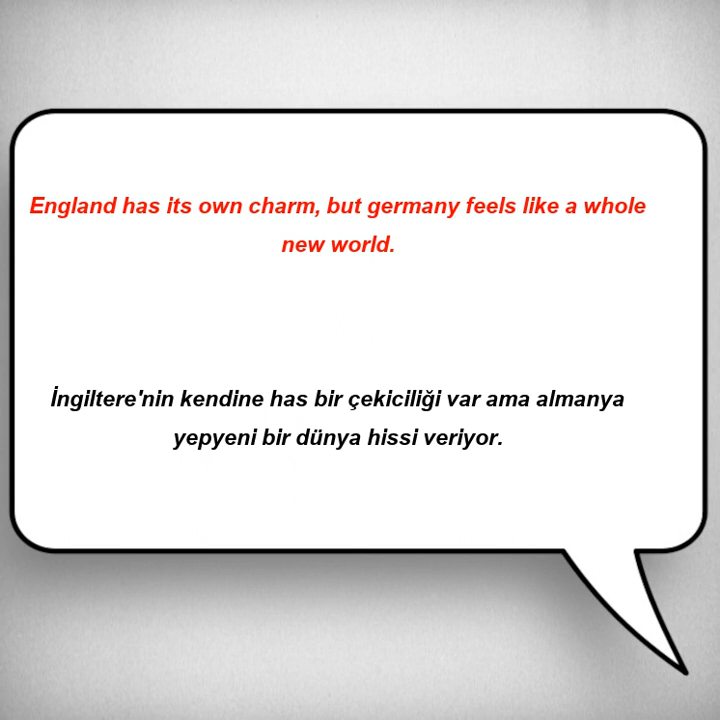 England has its own charm, but germany feels like a whole
new world.
İngiltere'nin kendine has bir çekiciliği var ama almanya
yepyeni bir dünya hissi veriyor.